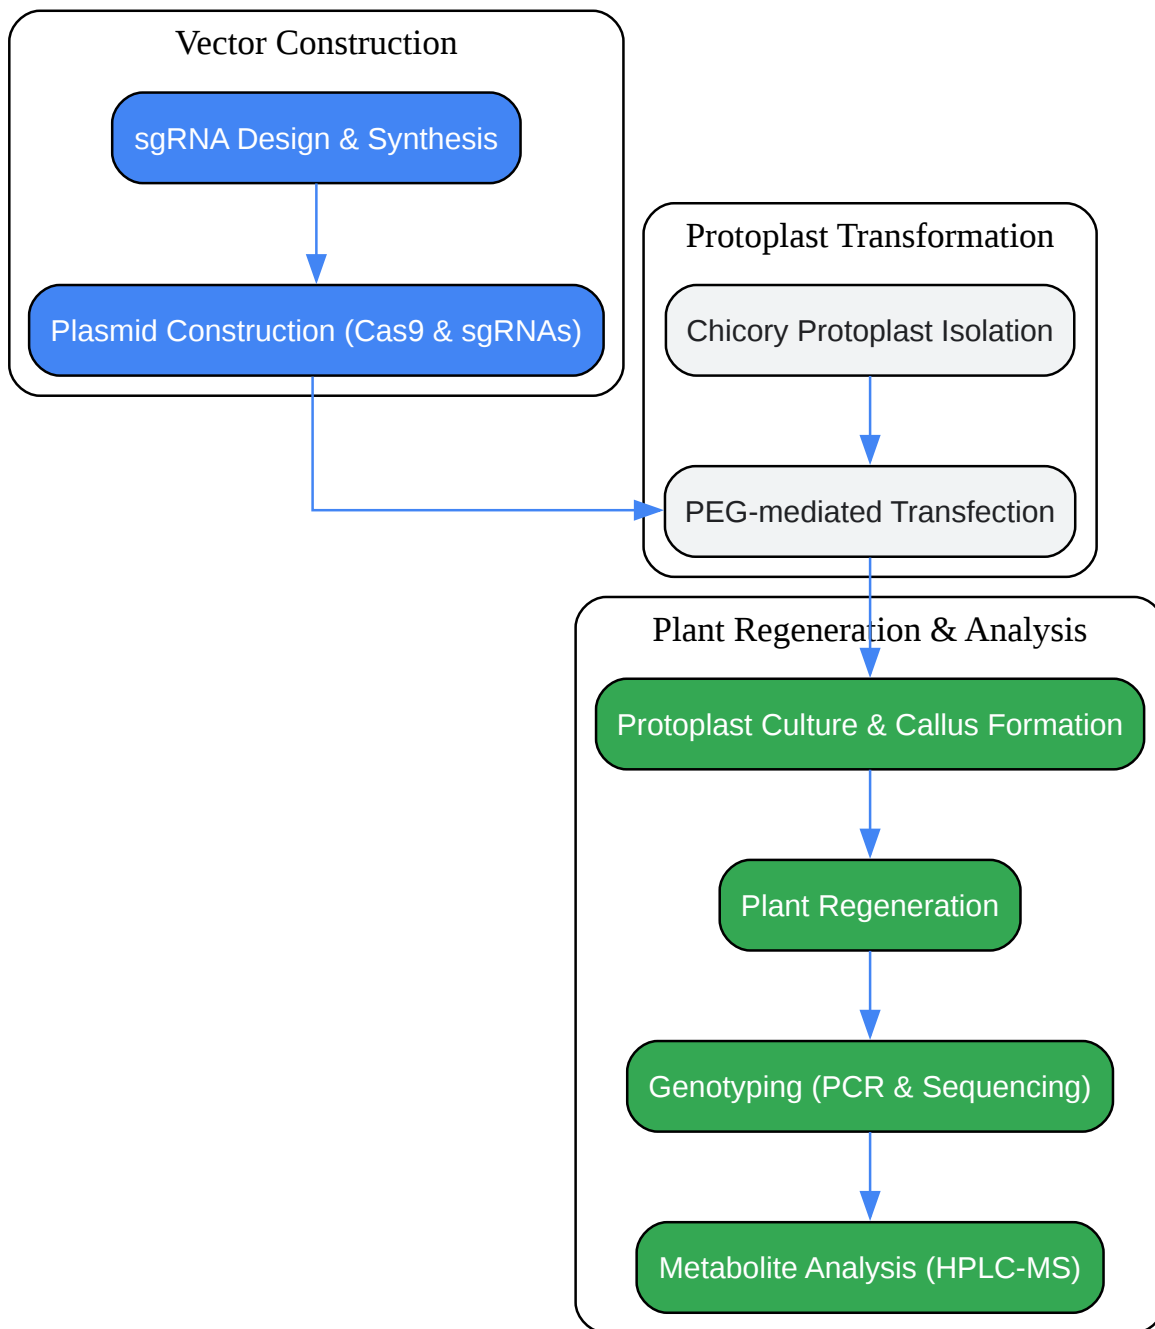 Vector Construction
sgRNA Design & Synthesis
Plasmid Construction (Cas9 & sgRNAs)
Protoplast Transformation
Chicory Protoplast Isolation
PEG-mediated Transfection
Plant Regeneration & Analysis
Protoplast Culture & Callus Formation
Plant Regeneration
Genotyping (PCR & Sequencing)
Metabolite Analysis (HPLC-MS)